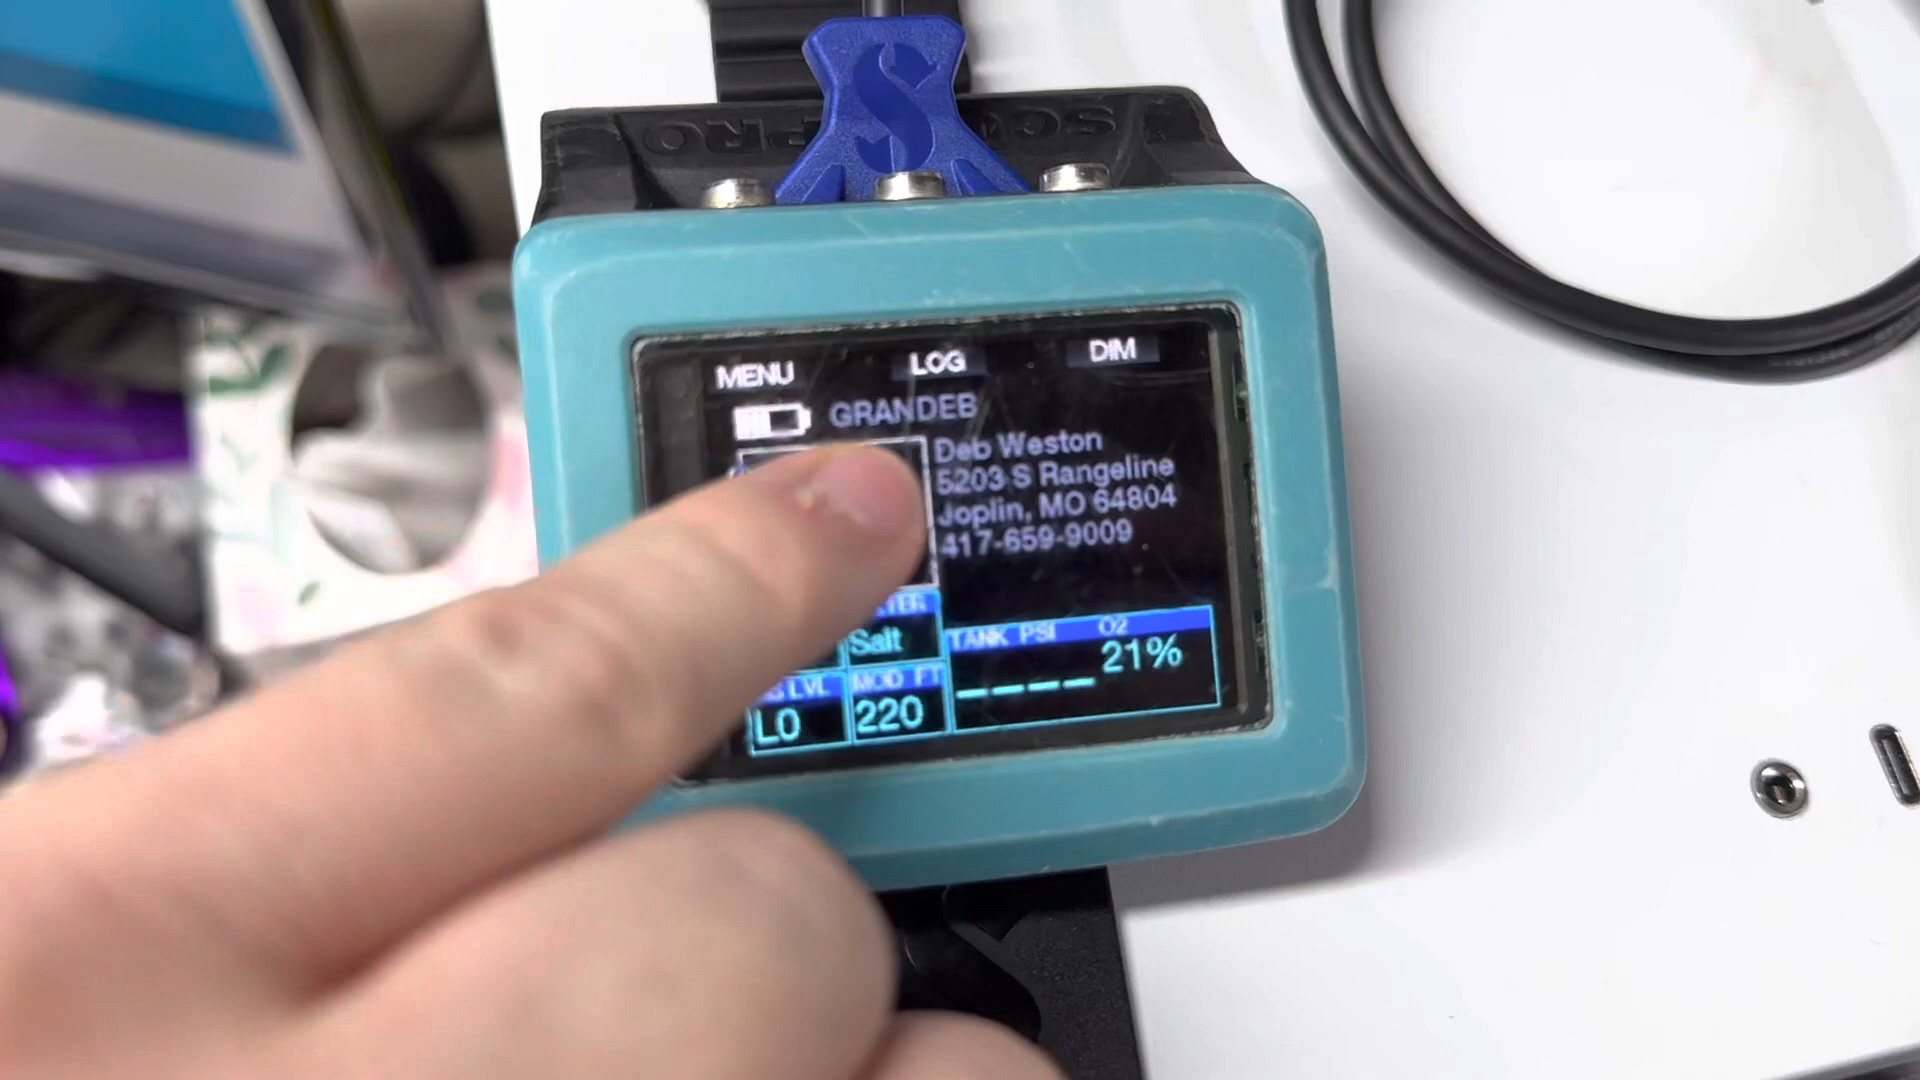 SCUBAPRO
S
MENU LOG DIM
GRANDEB
Deb Weston
5203 S Rangeline
Joplin, MO 64804
417-659-9009
Salt
TANK PSI O2
21%
MOD FT
L0
220